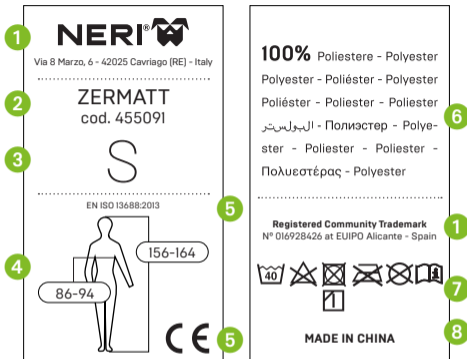 1
NERI®
Via 8 Marzo, 6 - 42025 Cavriago (RE) - Italy
2
ZERMATT
cod. 455091
3
S
EN ISO 13688:2013
5
4
156-164
86-94
CE
5
100% Poliestere - Polyester
Polyester - Poliéster - Polyester
Poliéster - Poliester - Poliester
البوليستر - Полиэстер - Polye-
ster - Poliester - Poliester -
Πολυεστέρας - Polyester
6
Registered Community Trademark
N° 016928426 at EUIPO Alicante - Spain
1
40
7
1
MADE IN CHINA
8